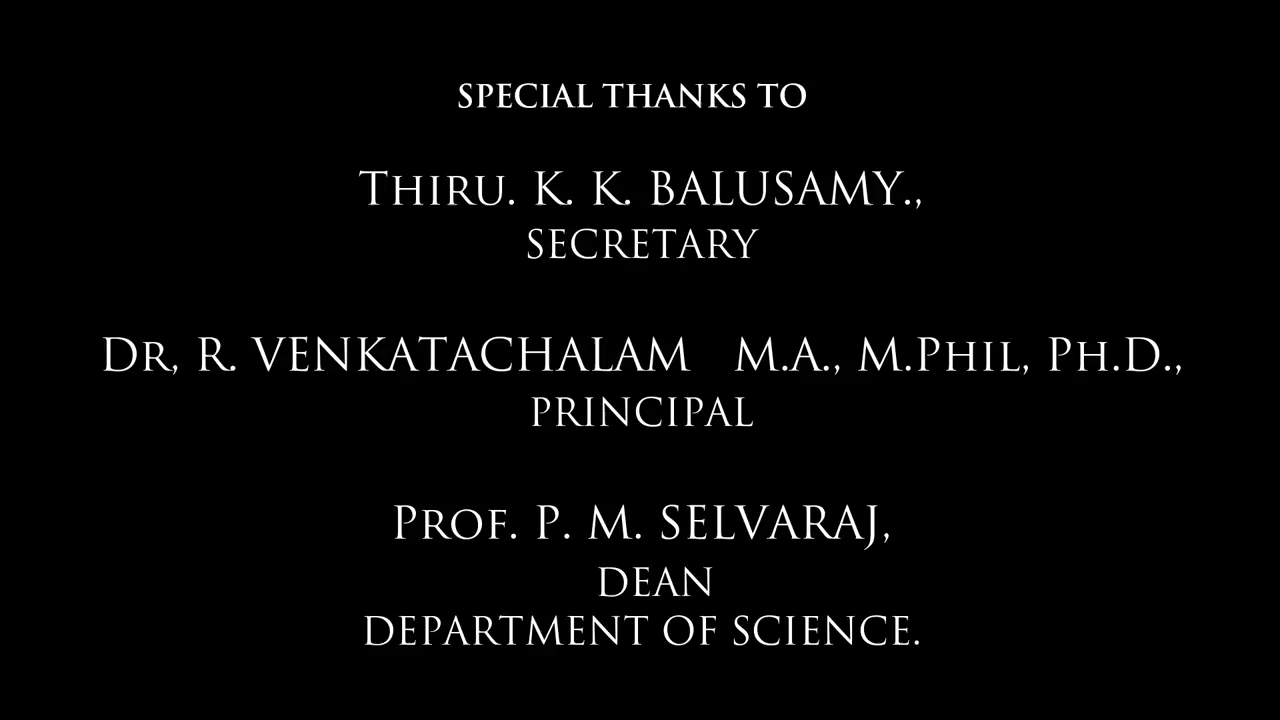 SPECIAL THANKS TO
THIRU. K. K. BALUSAMY.,
SECRETARY
DR, R. VENKATACHALAM M.A., M.PHIL, PH.D.,
PRINCIPAL
PROF. P. M. SELVARAJ,
DEAN
DEPARTMENT OF SCIENCE.